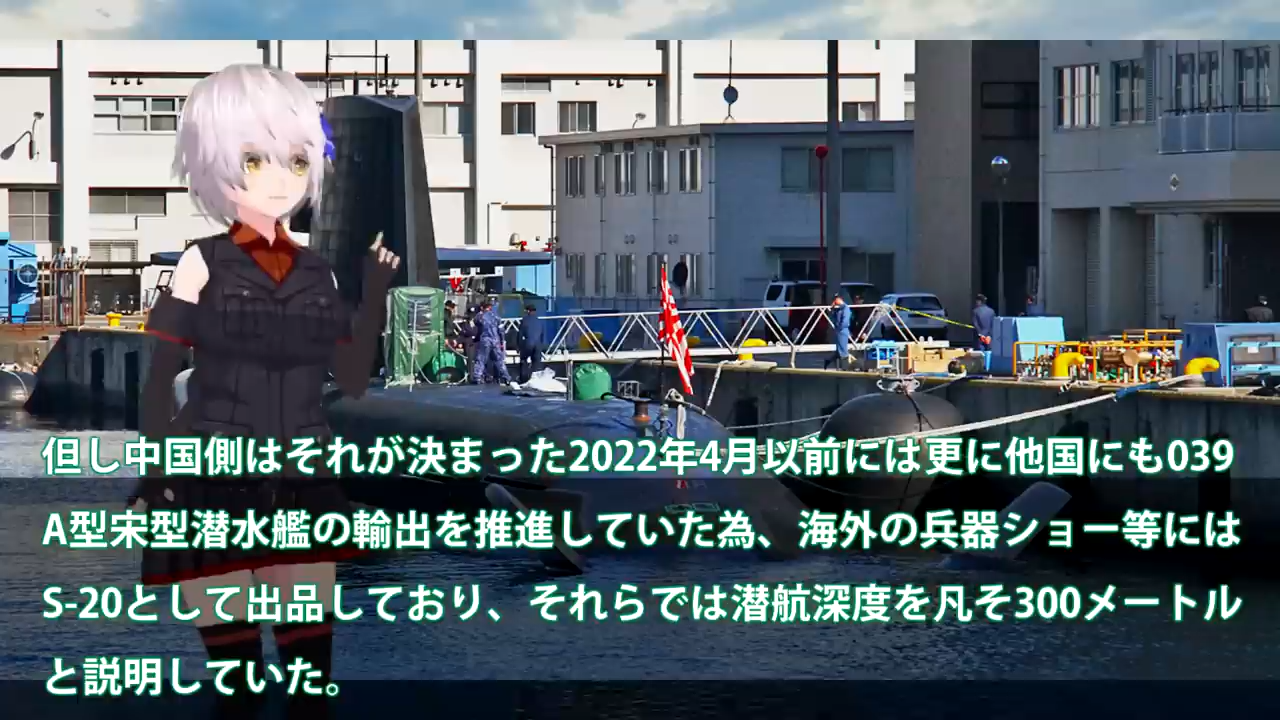 但し中国側はそれが決まった2022年4月以前には更に他国にも039
A型宋型潜水艦の輸出を推進していた為、海外の兵器ショー等には
S-20として出品しており、それらでは潜航深度を凡そ300メートル
と説明していた。